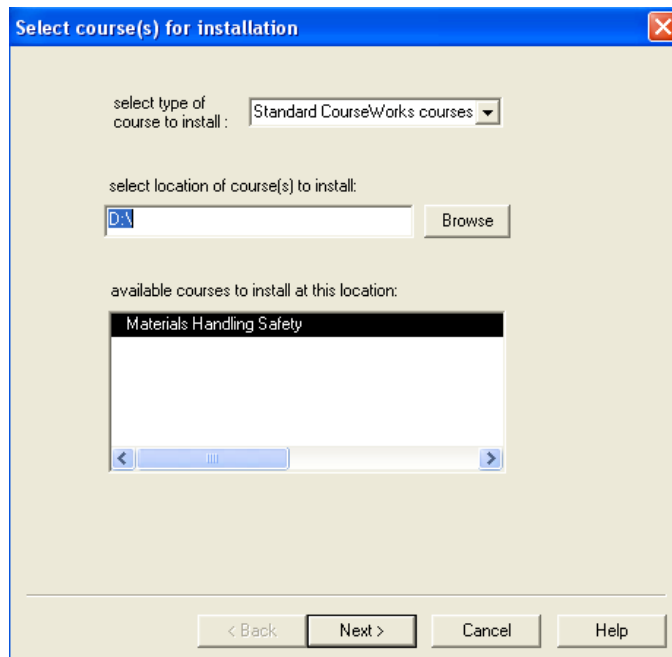 Select course(s) for installation
select type of
course to install :
Standard CourseWorks courses
select location of course(s) to install:
D:\
Browse
available courses to install at this location:
Materials Handling Safety
< Back
Next >
Cancel
Help